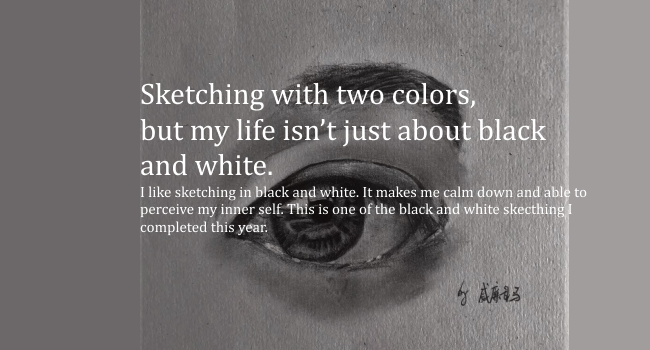 Sketching with two colors,
but my life isn't just about black
and white.
I like sketching in black and white. It makes me calm down and able to
perceive my inner self. This is one of the black and white skecthing I
completed this year.
by